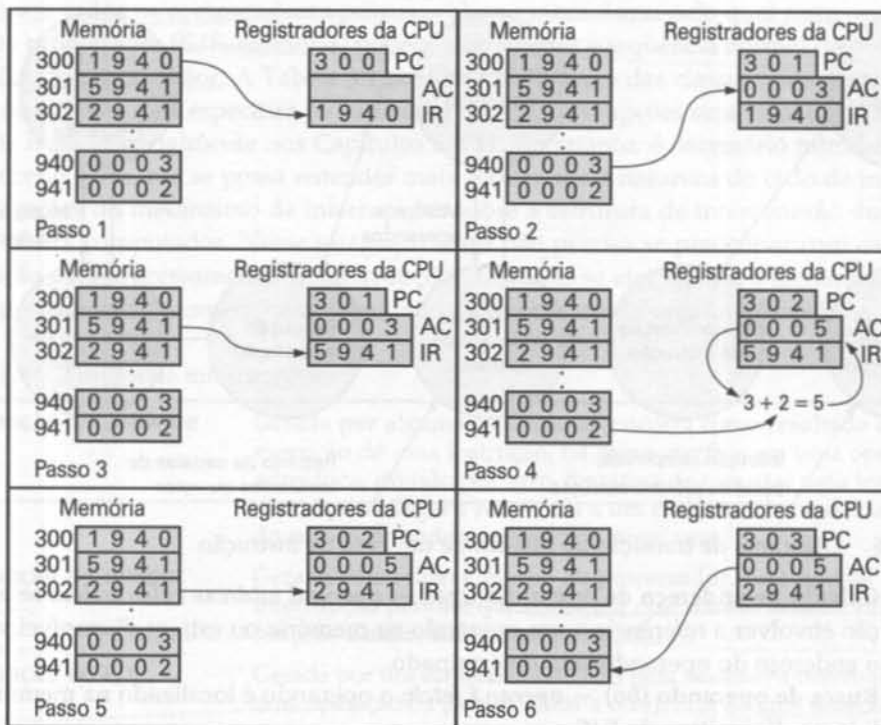 Memória Registradores da CPU
300 1 9 4 0 3 0 0 PC
301 5 9 4 1 AC
302 2 9 4 1 1 9 4 0 IR
940 0 0 0 3
941 0 0 0 2
Passo 1
Memória Registradores da CPU
300 1 9 4 0 3 0 1 PC
301 5 9 4 1 0 0 0 3 AC
302 2 9 4 1 1 9 4 0 IR
940 0 0 0 3
941 0 0 0 2
Passo 2
Memória Registradores da CPU
300 1 9 4 0 3 0 1 PC
301 5 9 4 1 0 0 0 3 AC
302 2 9 4 1 5 9 4 1 IR
940 0 0 0 3
941 0 0 0 2
Passo 3
Memória Registradores da CPU
300 1 9 4 0 3 0 2 PC
301 5 9 4 1 0 0 0 5 AC
302 2 9 4 1 5 9 4 1 IR
3 + 2 = 5
940 0 0 0 3
941 0 0 0 2
Passo 4
Memória Registradores da CPU
300 1 9 4 0 3 0 2 PC
301 5 9 4 1 0 0 0 5 AC
302 2 9 4 1 2 9 4 1 IR
940 0 0 0 3
941 0 0 0 2
Passo 5
Memória Registradores da CPU
300 1 9 4 0 3 0 3 PC
301 5 9 4 1 0 0 0 5 AC
302 2 9 4 1 2 9 4 1 IR
940 0 0 0 3
941 0 0 0 5
Passo 6